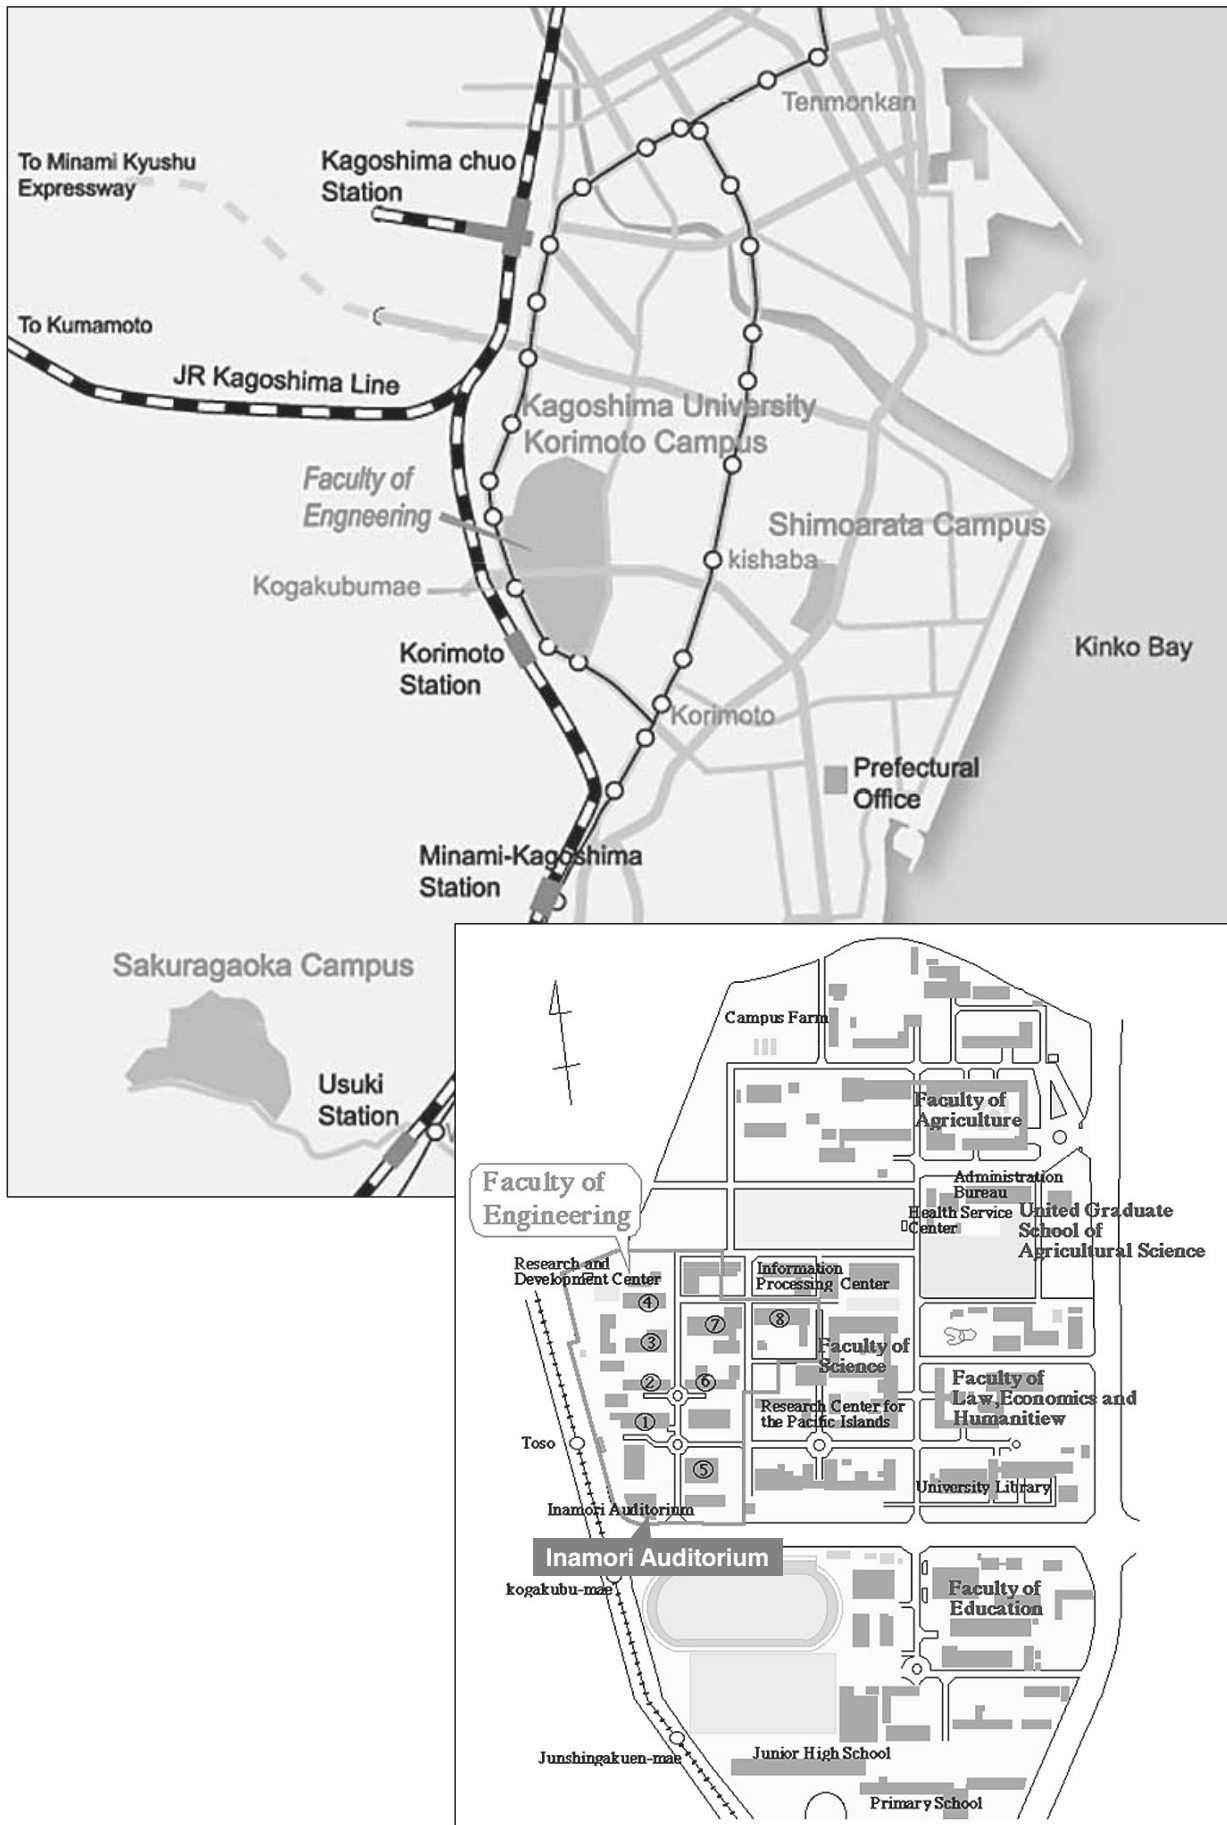 Tenmonkan
To Minami Kyushu
Expressway
Kagoshima chuo
Station
To Kumamoto
JR Kagoshima Line
Kagoshima University
Korimoto Campus
Faculty of
Engneering
Shimoarata Campus
kishaba
Kogakubumae
Korimoto
Station
Kinko Bay
Korimoto
Prefectural
Office
Minami-Kagoshima
Station
Sakuragaoka Campus
Usuki
Station
Campus Farm
Faculty of
Agriculture
Administration
Bureau
Health Service
Center
United Graduate
School of
Agricultural Science
Faculty of
Engineering
Research and
Development Center
Information
Processing Center
④
⑦
⑧
③
Faculty of
Science
②
⑥
Faculty of
Law,Economics and
Humanitiew
Research Center for
the Pacific Islands
①
Toso
⑤
University Library
Inamori Auditorium
Inamori Auditorium
kogakubu-mae
Faculty of
Education
Junshingakuen-mae
Junior High School
Primary School